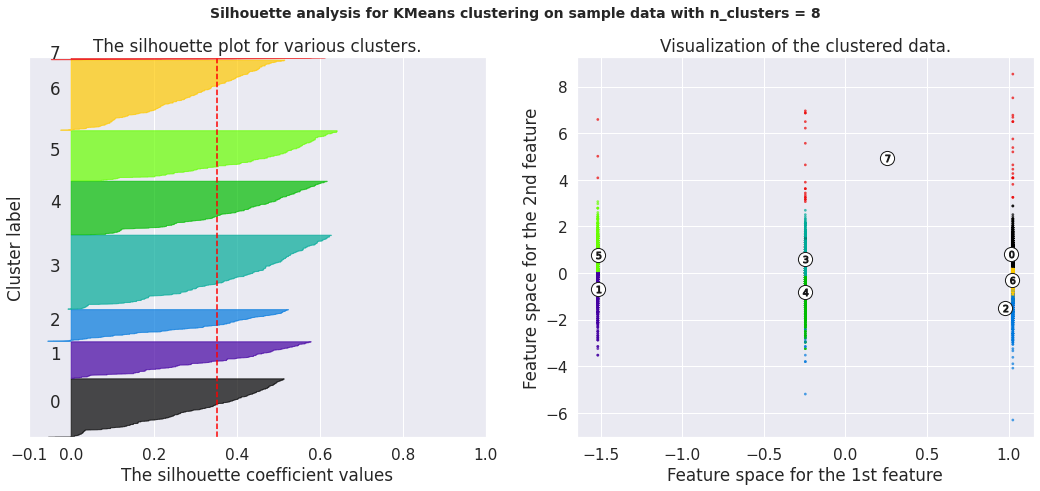 Silhouette analysis for KMeans clustering on sample data with n_clusters = 8
The silhouette plot for various clusters.
7
6
5
4
3
2
1
0
Cluster label
−0.1 0.0 0.2 0.4 0.6 0.8 1.0
The silhouette coefficient values
Visualization of the clustered data.
8
6
4
2
0
−2
−4
−6
Feature space for the 2nd feature
7
5
3
0
1
4
6
2
−1.5 −1.0 −0.5 0.0 0.5 1.0
Feature space for the 1st feature